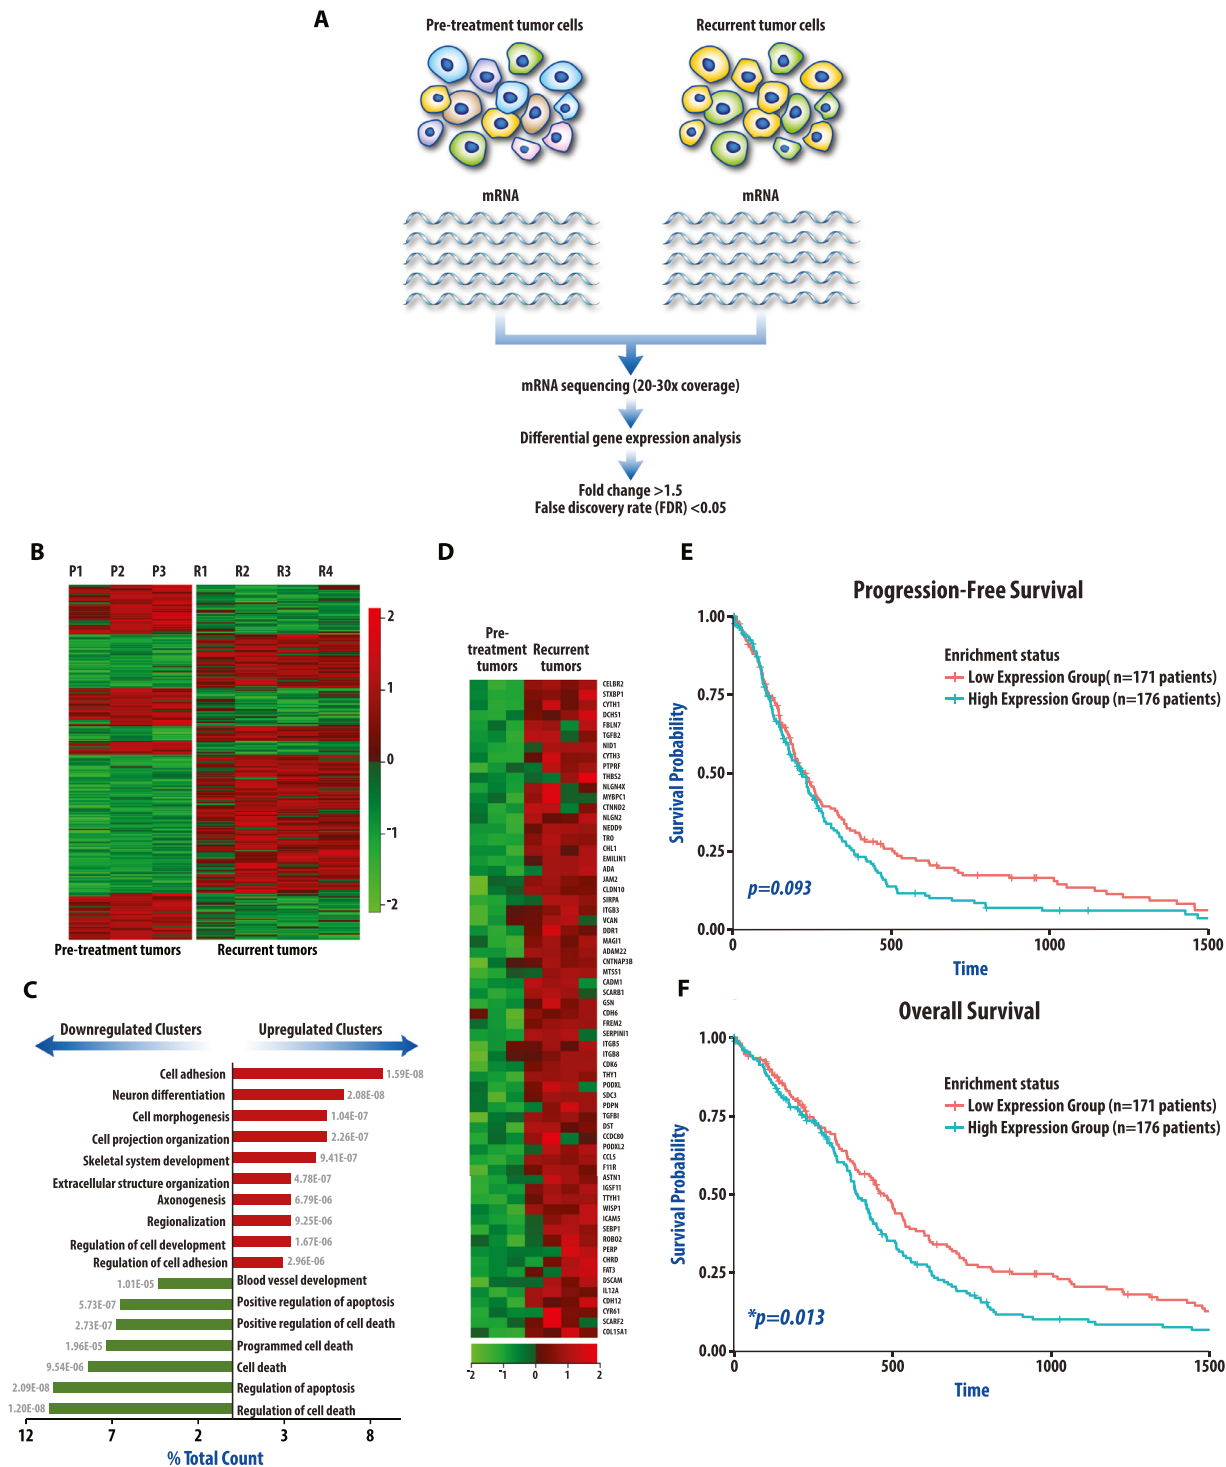 A
Pre-treatment tumor cells
Recurrent tumor cells
mRNA
mRNA
mRNA sequencing (20-30x coverage)
Differential gene expression analysis
Fold change >1.5
False discovery rate (FDR) <0.05
B
P1 P2 P3 R1 R2 R3 R4
2
1
0
-1
-2
Pre-treatment tumors
Recurrent tumors
C
Downregulated Clusters
Upregulated Clusters
Cell adhesion 1.59E-08
Neuron differentiation 2.08E-08
Cell morphogenesis 1.04E-07
Cell projection organization 2.26E-07
Skeletal system development 9.41E-07
Extracellular structure organization 4.78E-07
Axonogenesis 6.79E-06
Regionalization 9.25E-06
Regulation of cell development 1.67E-06
Regulation of cell adhesion 2.96E-06
1.01E-05 Blood vessel development
5.73E-07 Positive regulation of apoptosis
2.73E-07 Positive regulation of cell death
1.96E-05 Programmed cell death
9.54E-06 Cell death
2.09E-08 Regulation of apoptosis
1.20E-08 Regulation of cell death
12 7 2 3 8
% Total Count
D
Pre-
treatment
tumors
Recurrent
tumors
CELBR2
STXBP1
CYTH1
DCHS1
FBLN7
TGFB2
NID1
CYTH3
PTPRF
THBS2
NLGN4X
MYBPC1
CTNND2
NLGN2
NEDD9
TRO
CHL1
EMILIN1
ADA
JAM2
CLDN10
SIRPA
ITGB3
VCAN
DDR1
MAGI1
ADAM22
CNTNAP3B
MTSS1
CADM1
SCARB1
GSN
CDH6
FREM2
SERPINI1
ITGB5
ITGB8
CDK6
THY1
PODXL
SDC3
PDPN
TGFBI
DST
CCDC80
PODXL2
CCL5
F11R
ASTN1
IGSF11
TTYH1
WISP1
ICAM5
SEBP1
ROBO2
PERP
CHRD
FAT3
DSCAM
IL12A
CDH12
CYR61
SCARF2
COL15A1
-2 -1 0 1 2
E
Progression-Free Survival
Survival Probability
1.00
0.75
0.50
0.25
0.00
Enrichment status
Low Expression Group( n=171 patients)
High Expression Group (n=176 patients)
p=0.093
0 500 1000 1500
Time
F
Overall Survival
Survival Probability
1.00
0.75
0.50
0.25
0.00
Enrichment status
Low Expression Group (n=171 patients)
High Expression Group (n=176 patients)
*p=0.013
0 500 1000 1500
Time